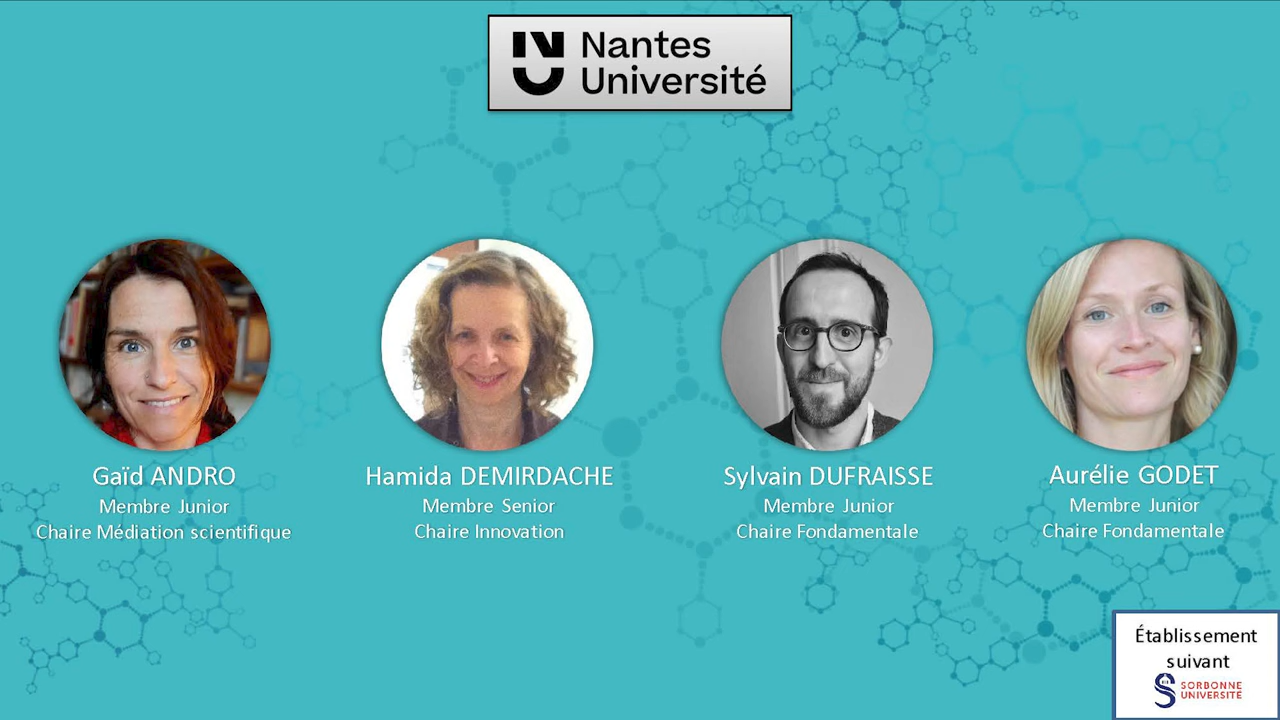 Nantes
Université
Gaïd ANDRO
Membre Junior
Chaire Médiation scientifique
Hamida DEMIRDACHE
Membre Senior
Chaire Innovation
Sylvain DUFRAISSE
Membre Junior
Chaire Fondamentale
Aurélie GODET
Membre Junior
Chaire Fondamentale
Établissement
suivant
SORBONNE
UNIVERSITÉ